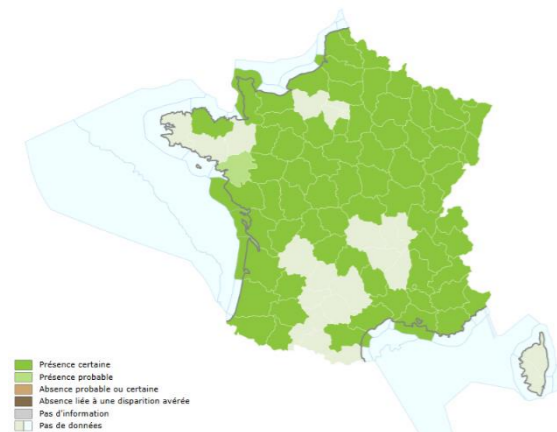 Présence certaine
Présence probable
Absence probable ou certaine
Absence liée à une disparition avérée
Pas d'information
Pas de données